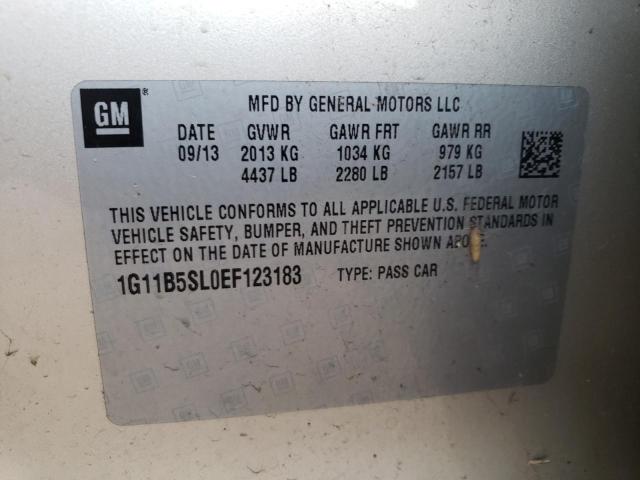 GM ®
MFD BY GENERAL MOTORS LLC
DATE GVWR GAWR FRT GAWR RR
09/13 2013 KG 1034 KG 979 KG
4437 LB 2280 LB 2157 LB
THIS VEHICLE CONFORMS TO ALL APPLICABLE U.S. FEDERAL MOTOR
VEHICLE SAFETY, BUMPER, AND THEFT PREVENTION STANDARDS IN
EFFECT ON THE DATE OF MANUFACTURE SHOWN ABOVE.
1G11B5SL0EF123183 TYPE: PASS CAR